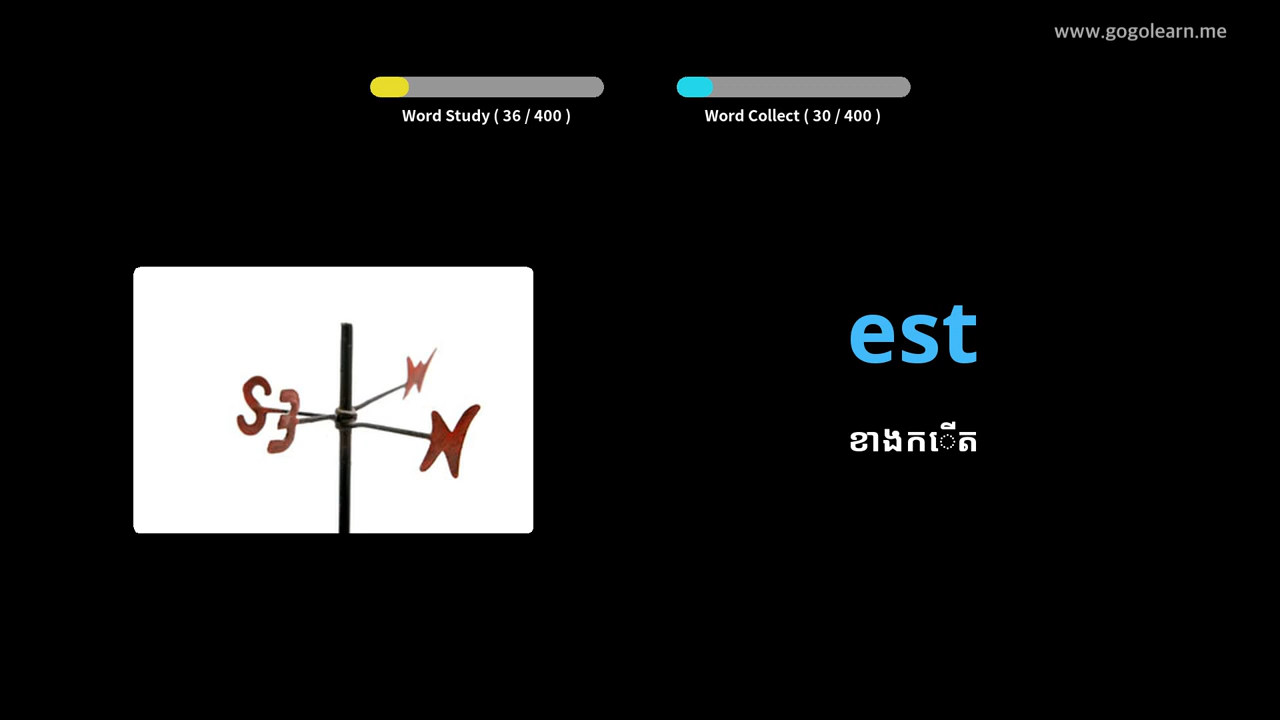 www.gogolearn.me
Word Study ( 36 / 400 )
Word Collect ( 30 / 400 )
S E N
est
ខាងកើត